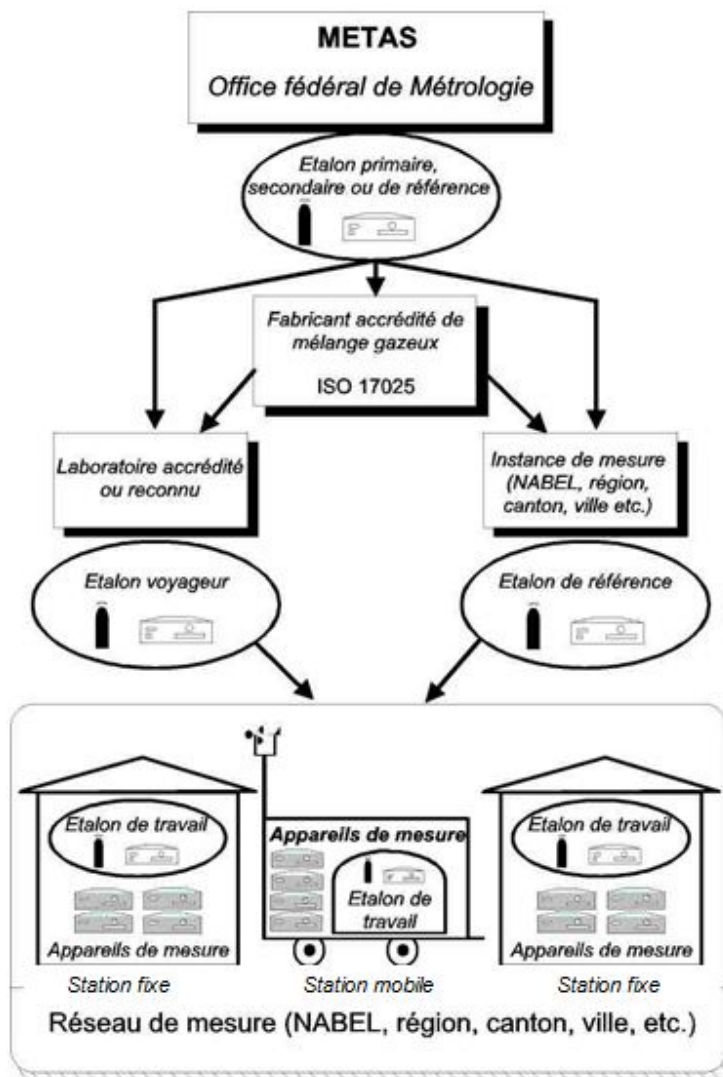 METAS
Office fédéral de Métrologie
Etalon primaire,
secondaire ou de référence
Fabricant accrédité de
mélange gazeux
ISO 17025
Laboratoire accrédité
ou reconnu
Instance de mesure
(NABEL, région,
canton, ville etc.)
Etalon voyageur
Etalon de référence
Etalon de travail
Appareils de mesure
Station fixe
Appareils de mesure
Etalon de
travail
Station mobile
Etalon de travail
Appareils de mesure
Station fixe
Réseau de mesure (NABEL, région, canton, ville, etc.)